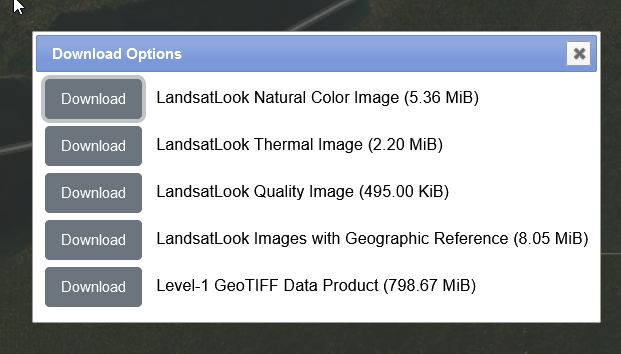 Download Options
Download LandsatLook Natural Color Image (5.36 MiB)
Download LandsatLook Thermal Image (2.20 MiB)
Download LandsatLook Quality Image (495.00 KiB)
Download LandsatLook Images with Geographic Reference (8.05 MiB)
Download Level-1 GeoTIFF Data Product (798.67 MiB)